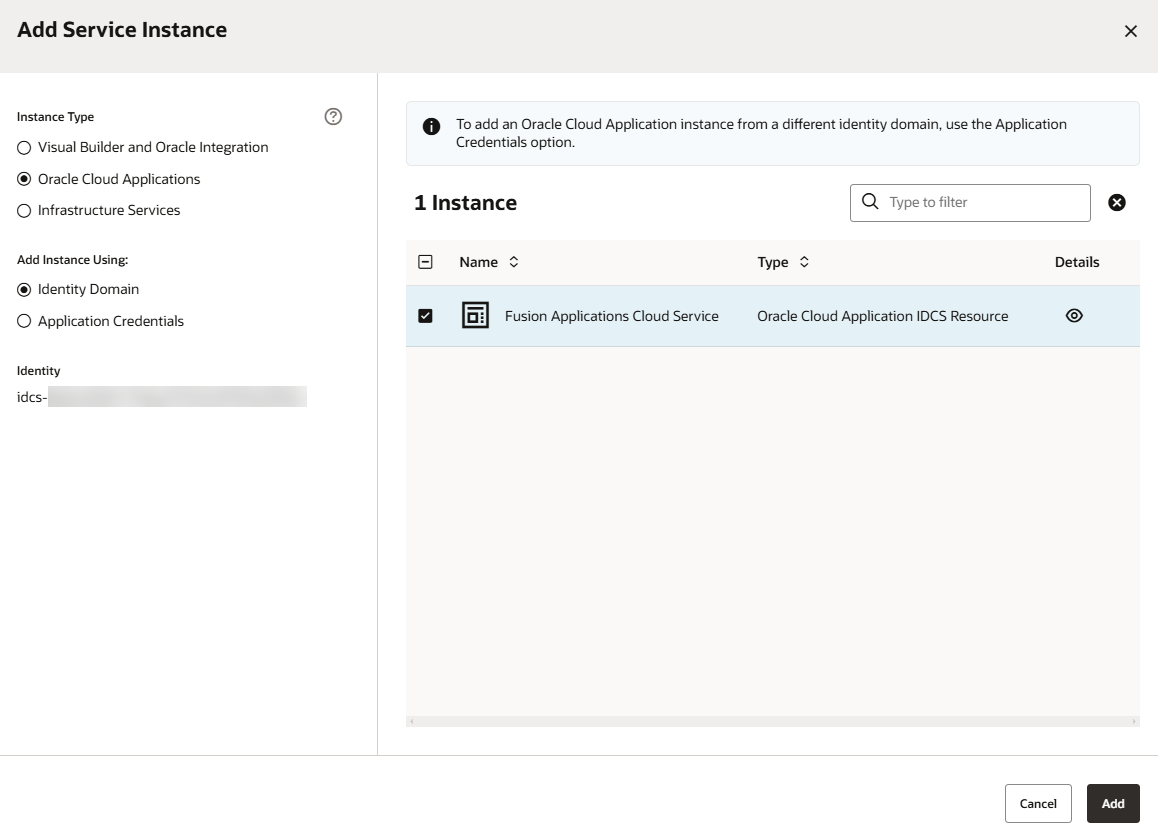 Add Service Instance
Instance Type
Visual Builder and Oracle Integration
Oracle Cloud Applications
Infrastructure Services
Add Instance Using:
Identity Domain
Application Credentials
Identity
idcs-
To add an Oracle Cloud Application instance from a different identity domain, use the Application
Credentials option.
1 Instance
Type to filter
Name Type Details
Fusion Applications Cloud Service Oracle Cloud Application IDCS Resource
Cancel Add